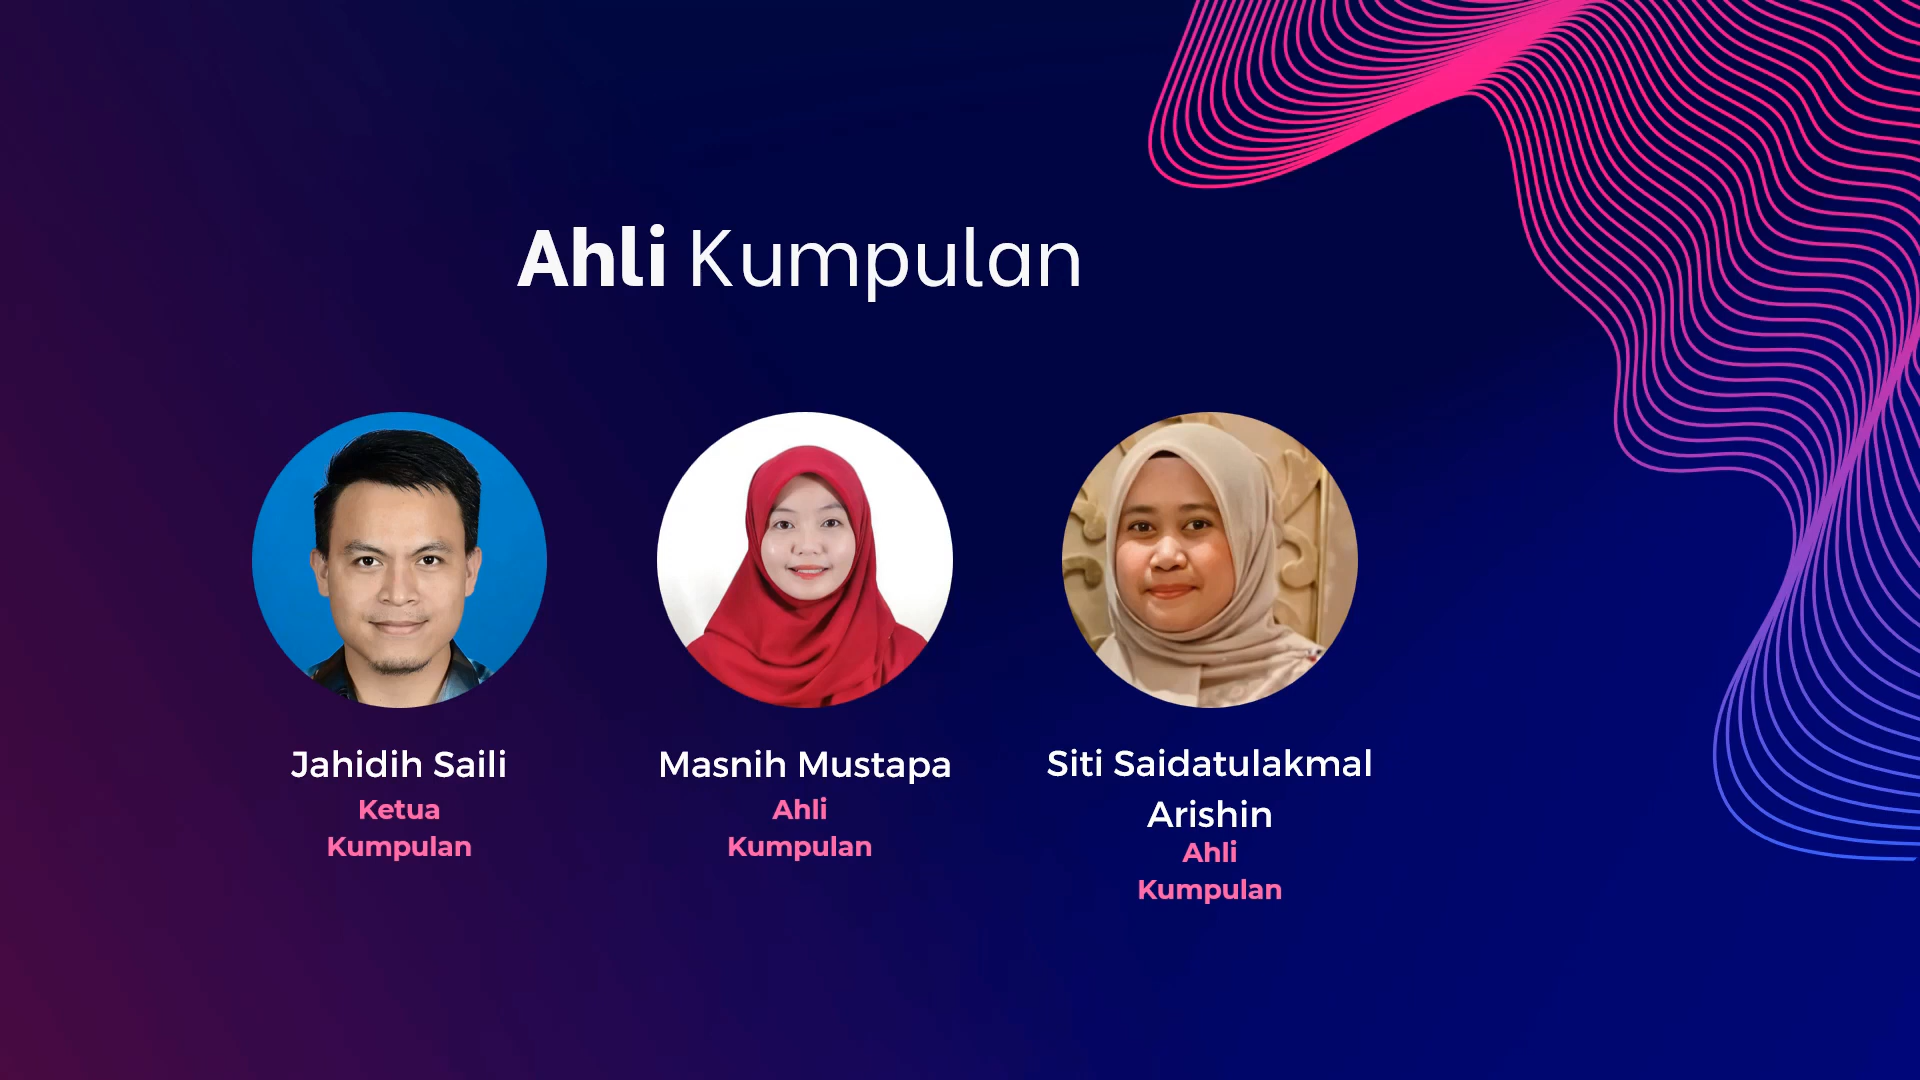 Ahli Kumpulan
Jahidih Saili
Ketua
Kumpulan
Masnih Mustapa
Ahli
Kumpulan
Siti Saidatulakmal
Arishin
Ahli
Kumpulan